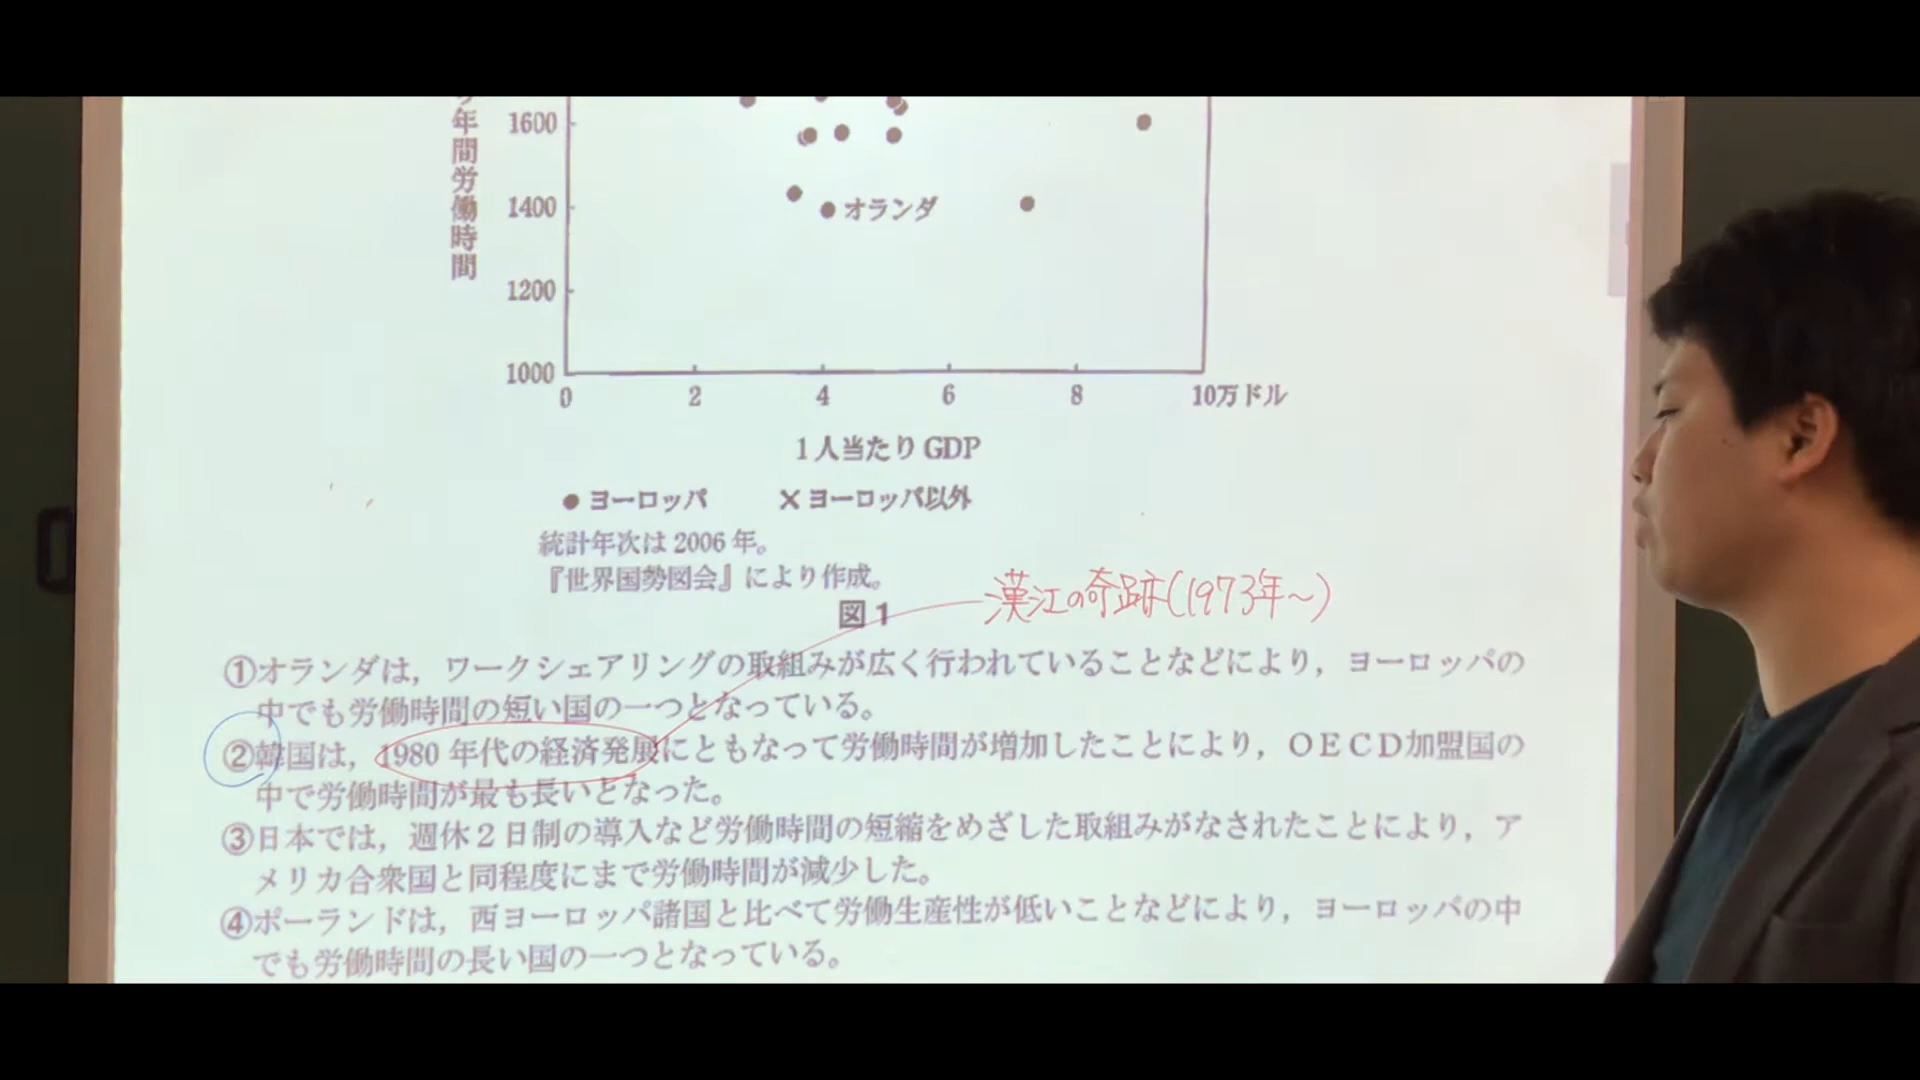 年間労働時間
1600
1400
オランダ
1200
1000
0 2 4 6 8 10万ドル
1人当たりGDP
● ヨーロッパ × ヨーロッパ以外
統計年次は2006年。
『世界国勢図会』により作成。
図1
漢江の奇跡(1973年～)
①オランダは，ワークシェアリングの取組みが広く行われていることなどにより，ヨーロッパの
中でも労働時間の短い国の一つとなっている。
②韓国は，1980年代の経済発展にともなって労働時間が増加したことにより，OECD加盟国の
中で労働時間が最も長いとなった。
③日本では，週休2日制の導入など労働時間の短縮をめざした取組みがなされたことにより，ア
メリカ合衆国と同程度にまで労働時間が減少した。
④ポーランドは，西ヨーロッパ諸国と比べて労働生産性が低いことなどにより，ヨーロッパの中
でも労働時間の長い国の一つとなっている。